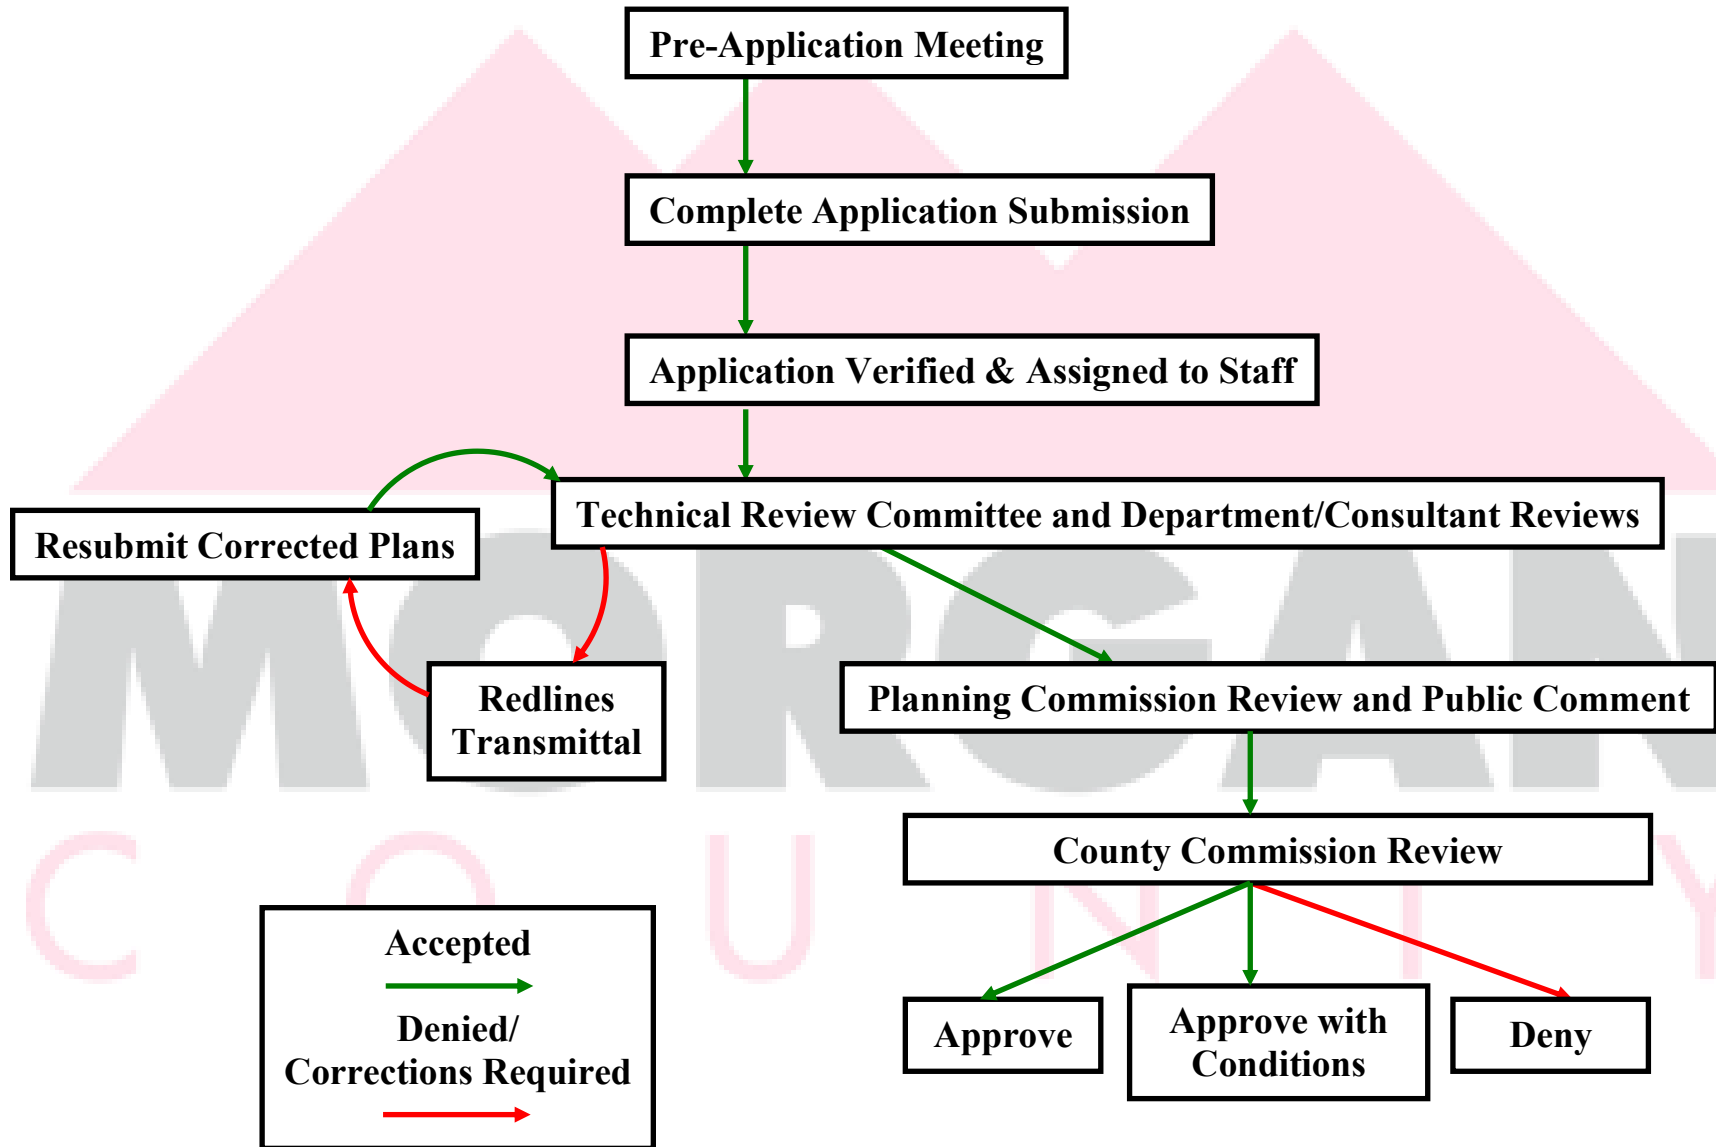 Pre-Application Meeting
Complete Application Submission
Application Verified & Assigned to Staff
Technical Review Committee and Department/Consultant Reviews
Resubmit Corrected Plans
Redlines
Transmittal
Planning Commission Review and Public Comment
County Commission Review
Approve
Approve with
Conditions
Deny
Accepted
Denied/
Corrections Required
MORGAN
COUNTY